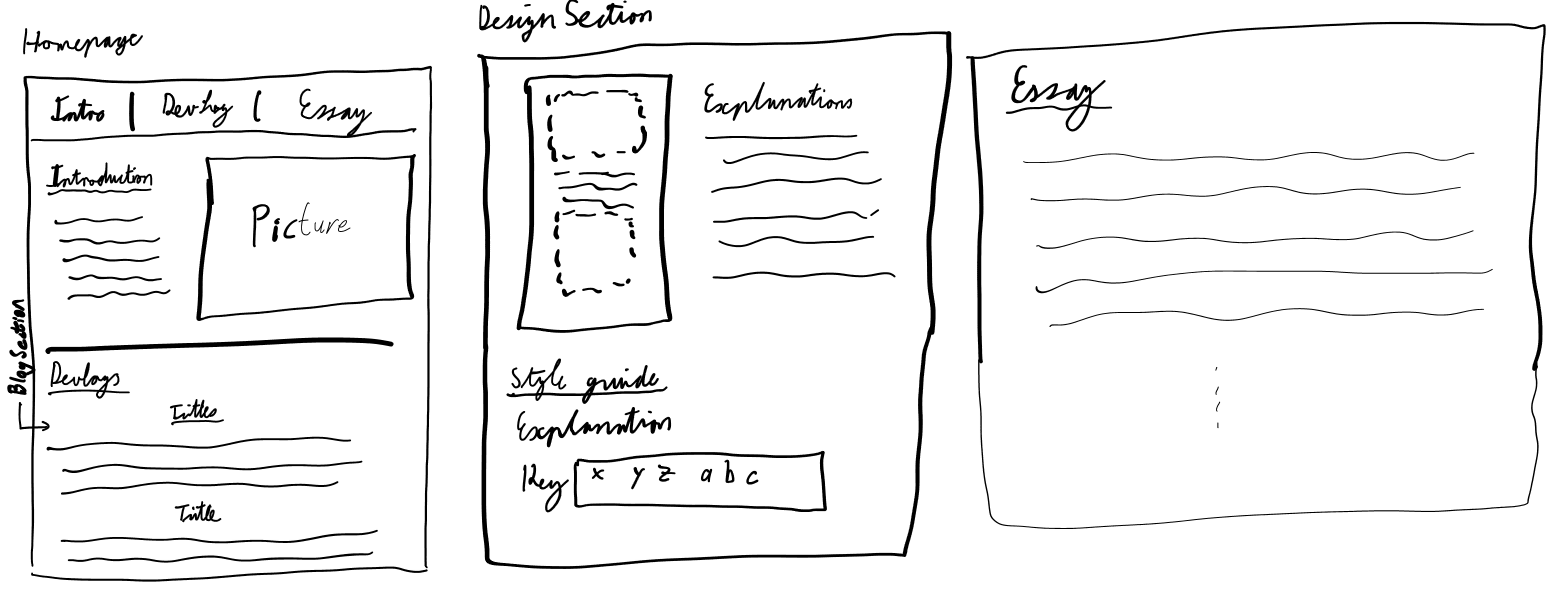 Homepage
Intro | DevLog | Essay
Introduction
Picture
Blog Section
Devlogs
Titles
Title
Design Section
Explanations
Style guide
Explanation
Key x y z a b c
Essay